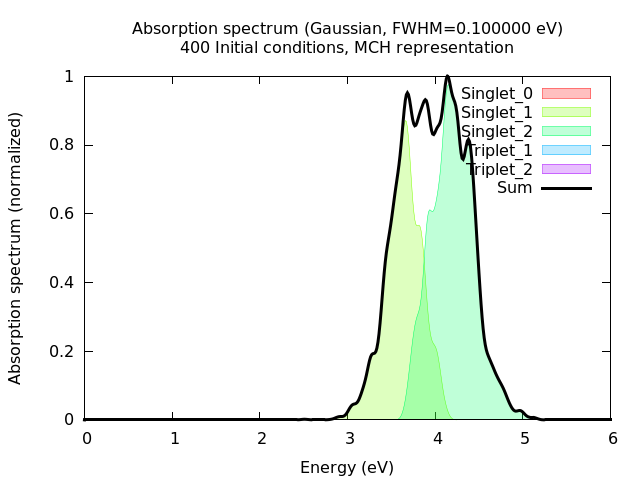 Absorption spectrum (Gaussian, FWHM=0.100000 eV)
400 Initial conditions, MCH representation
Absorption spectrum (normalized)
1
0.8
0.6
0.4
0.2
0
Singlet_0
Singlet_1
Singlet_2
Triplet_1
Triplet_2
Sum
0 1 2 3 4 5 6
Energy (eV)